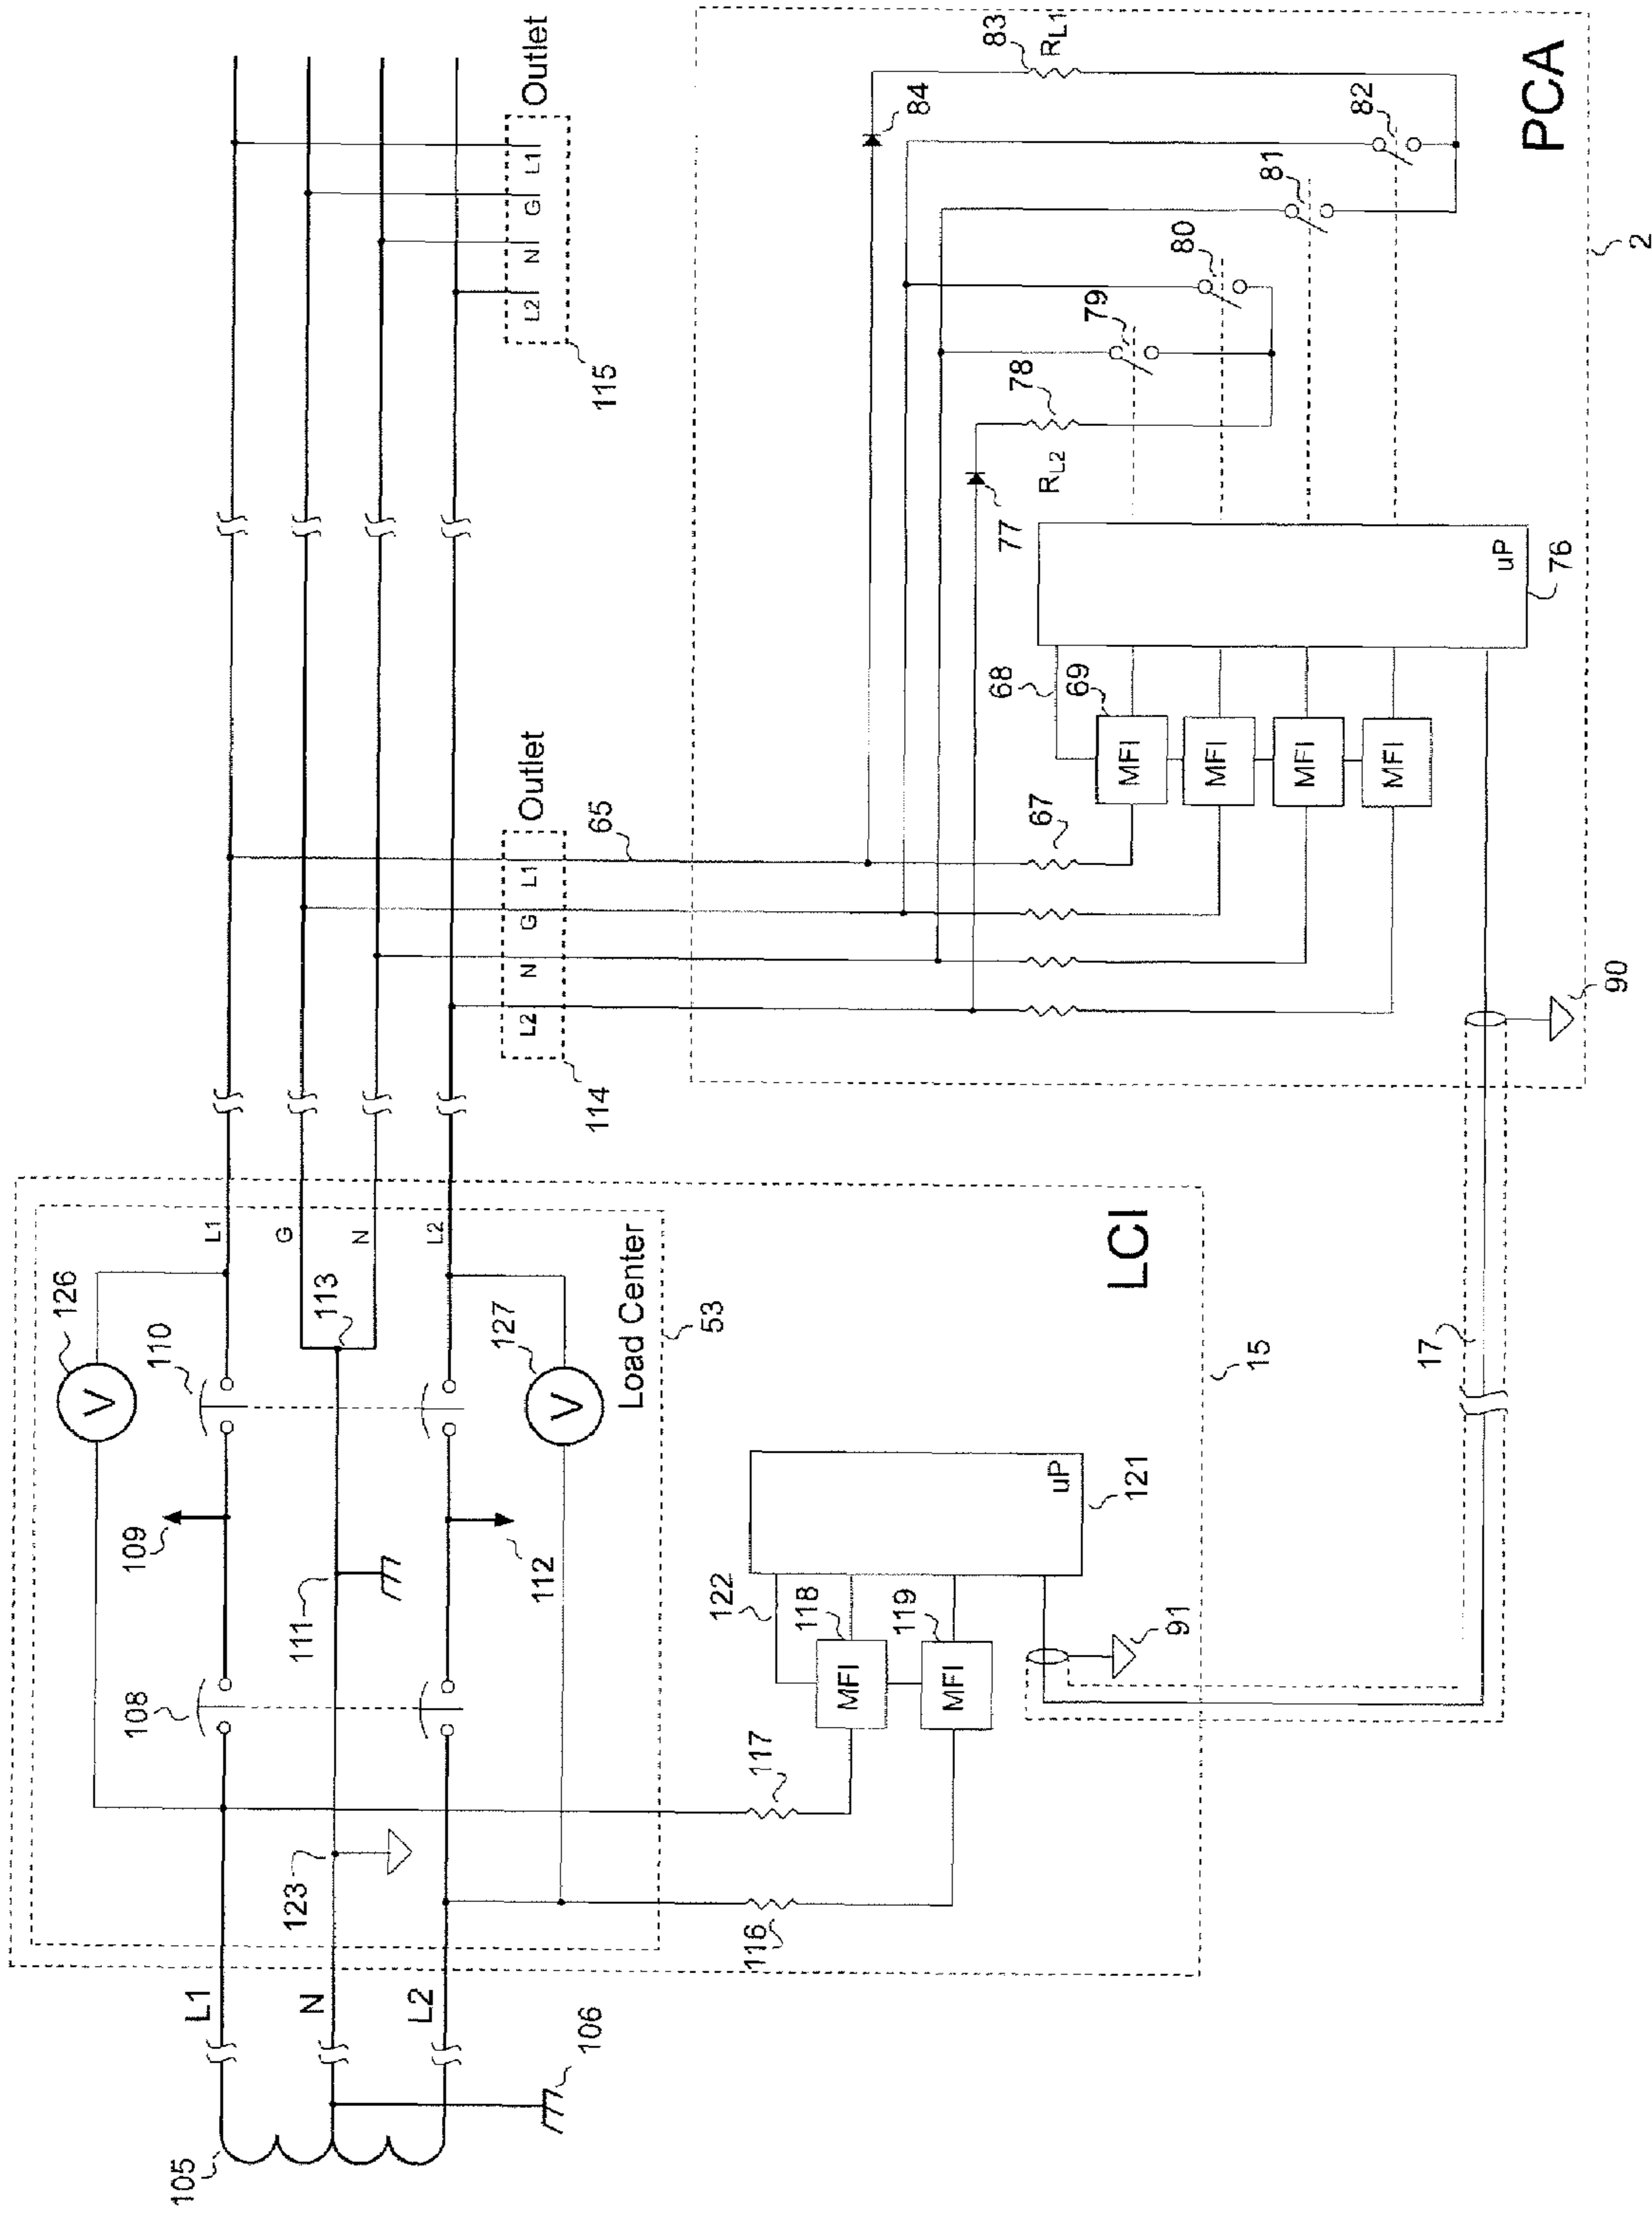 105
L1
N
L2
106
123
108
111
109
112
110
126
113
127
L1
G
N
L2
Load Center
53
V
V
116
117
122
118
119
MFI
MFI
uP
121
91
LCI
15
17
L2
N
G
L1
Outlet
114
65
L2
N
G
L1
Outlet
115
67
68
69
MFI
MFI
MFI
MFI
uP
76
77
RL2
78
79
80
81
82
83
RL1
84
90
PCA
2